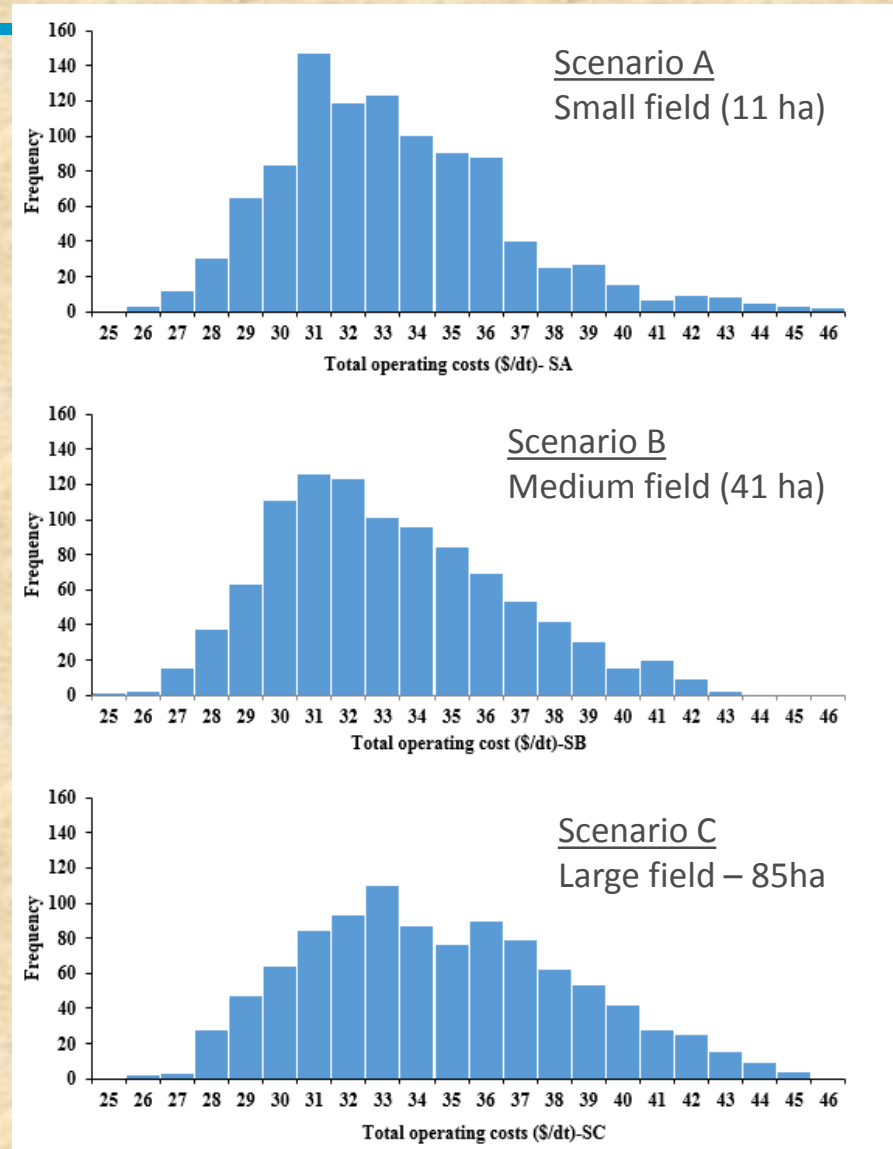 160
140
120
100
80
60
40
20
0
Frequency
Scenario A
Small field (11 ha)
25 26 27 28 29 30 31 32 33 34 35 36 37 38 39 40 41 42 43 44 45 46
Total operating costs ($/dt)- SA
160
140
120
100
80
60
40
20
0
Frequency
Scenario B
Medium field (41 ha)
25 26 27 28 29 30 31 32 33 34 35 36 37 38 39 40 41 42 43 44 45 46
Total operating cost ($/dt)-SB
160
140
120
100
80
60
40
20
0
Frequency
Scenario C
Large field – 85ha
25 26 27 28 29 30 31 32 33 34 35 36 37 38 39 40 41 42 43 44 45 46
Total operating costs ($/dt)-SC